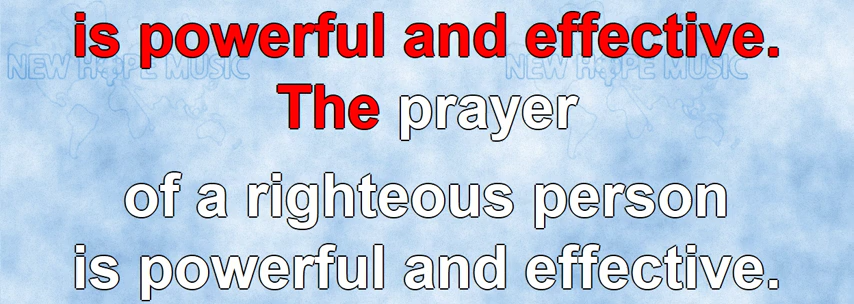 is powerful and effective.
NEW HOPE MUSIC NEW HOPE MUSIC
The prayer
of a righteous person
is powerful and effective.